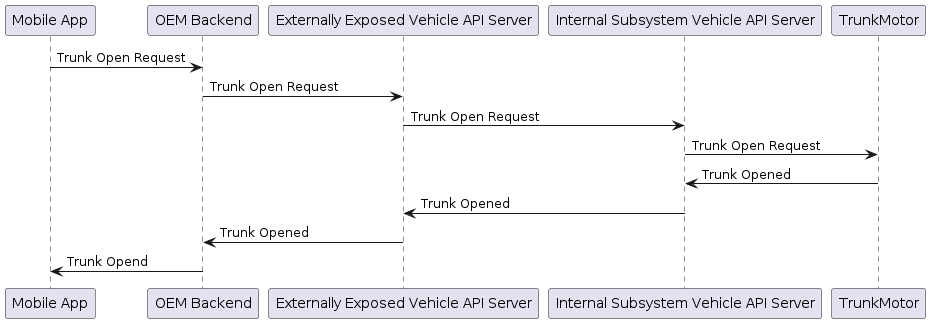 Mobile App
OEM Backend
Externally Exposed Vehicle API Server
Internal Subsystem Vehicle API Server
TrunkMotor
Trunk Open Request
Trunk Open Request
Trunk Open Request
Trunk Open Request
Trunk Opened
Trunk Opened
Trunk Opened
Trunk Opend
Mobile App
OEM Backend
Externally Exposed Vehicle API Server
Internal Subsystem Vehicle API Server
TrunkMotor